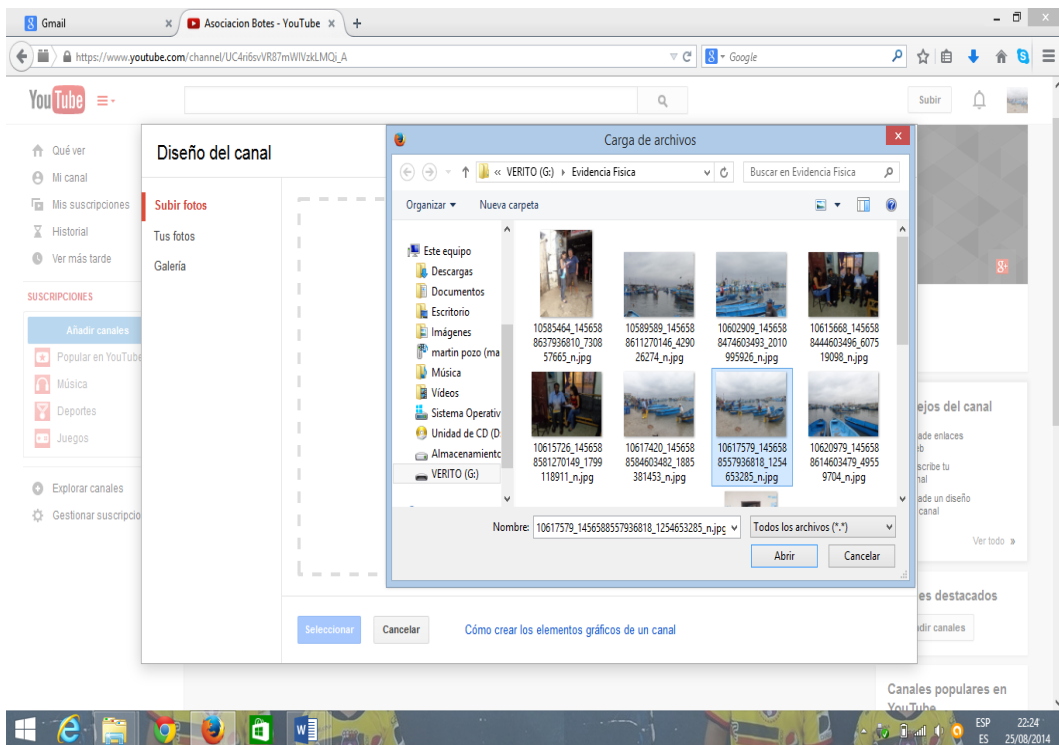 Gmail
Asociacion Botes - YouTube
https://www.youtube.com/channel/UC4ri6svVR87mWIVzkLMQi_A
Google
YouTube
Subir
Qué ver
Mi canal
Mis suscripciones
Historial
Ver más tarde
SUSCRIPCIONES
Añadir canales
Popular en YouTube
Música
Deportes
Juegos
Explorar canales
Gestionar suscripcio
Diseño del canal
Subir fotos
Tus fotos
Galería
Seleccionar
Cancelar
Cómo crear los elementos gráficos de un canal
Carga de archivos
« VERITO (G:) Evidencia Fisica
Buscar en Evidencia Fisica
Organizar
Nueva carpeta
Este equipo
Descargas
Documentos
Escritorio
Imágenes
martin pozo (ma
Música
Vídeos
Sistema Operativ
Unidad de CD (D:
Almacenamiento
VERITO (G:)
10585464_145658
8637936810_7308
57665_n.jpg
10589589_145658
8611270146_4290
26274_n.jpg
10602909_145658
8474603493_2010
995926_n.jpg
10615668_145658
8444603496_6075
19098_n.jpg
10615726_145658
8581270149_1799
118911_n.jpg
10617420_145658
8584603482_1885
381453_n.jpg
10617579_145658
8557936818_1254
653285_n.jpg
10620979_145658
8614603479_4955
9704_n.jpg
Nombre:
10617579_1456588557936818_1254653285_n.jpg
Todos los archivos (*.*)
Abrir
Cancelar
8+
ejos del canal
ade enlaces
eb
scribe tu
nal
ade un diseño
canal
Ver todo »
es destacados
adir canales
Canales populares en
YouTube
ESP
ES
22:24
25/08/2014